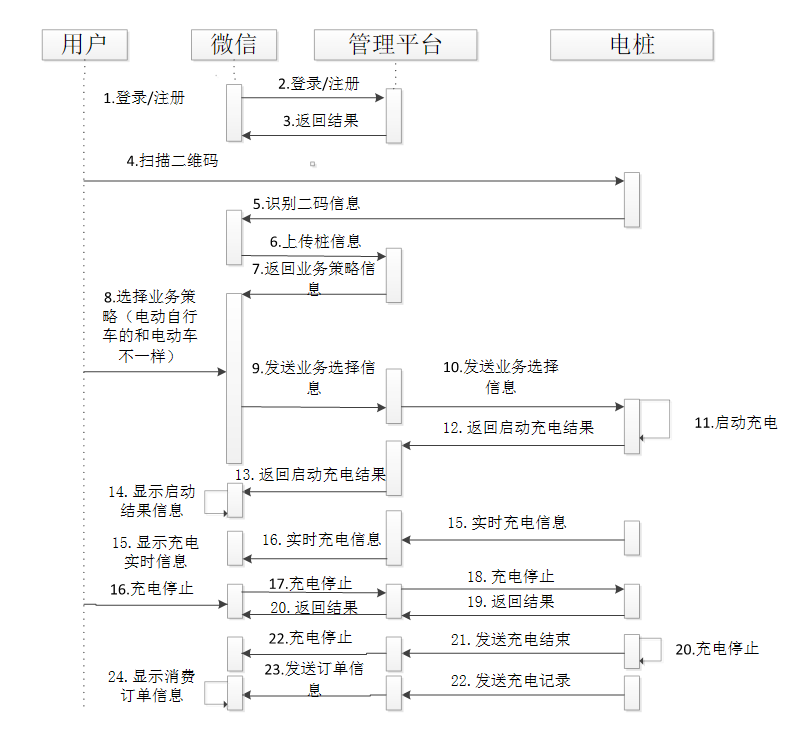 用户
微信
管理平台
电桩
1.登录/注册
2.登录/注册
3.返回结果
4.扫描二维码
5.识别二码信息
6.上传桩信息
7.返回业务策略信
息
8.选择业务策
略（电动自行
车的和电动车
不一样）
9.发送业务选择信
息
10.发送业务选择
信息
11.启动充电
12.返回启动充电结果
13.返回启动充电结果
14.显示启动
结果信息
15.实时充电信息
16.实时充电信息
15.显示充电
实时信息
16.充电停止
17.充电停止
18.充电停止
19.返回结果
20.返回结果
20.充电停止
21.发送充电结束
22.充电停止
22.发送充电记录
23.发送订单信
息
24.显示消费
订单信息